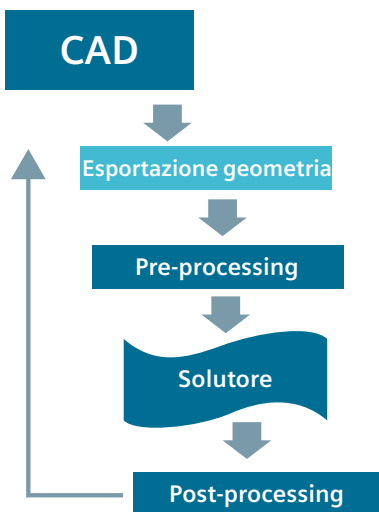 CAD
Esportazione geometria
Pre-processing
Solutore
Post-processing